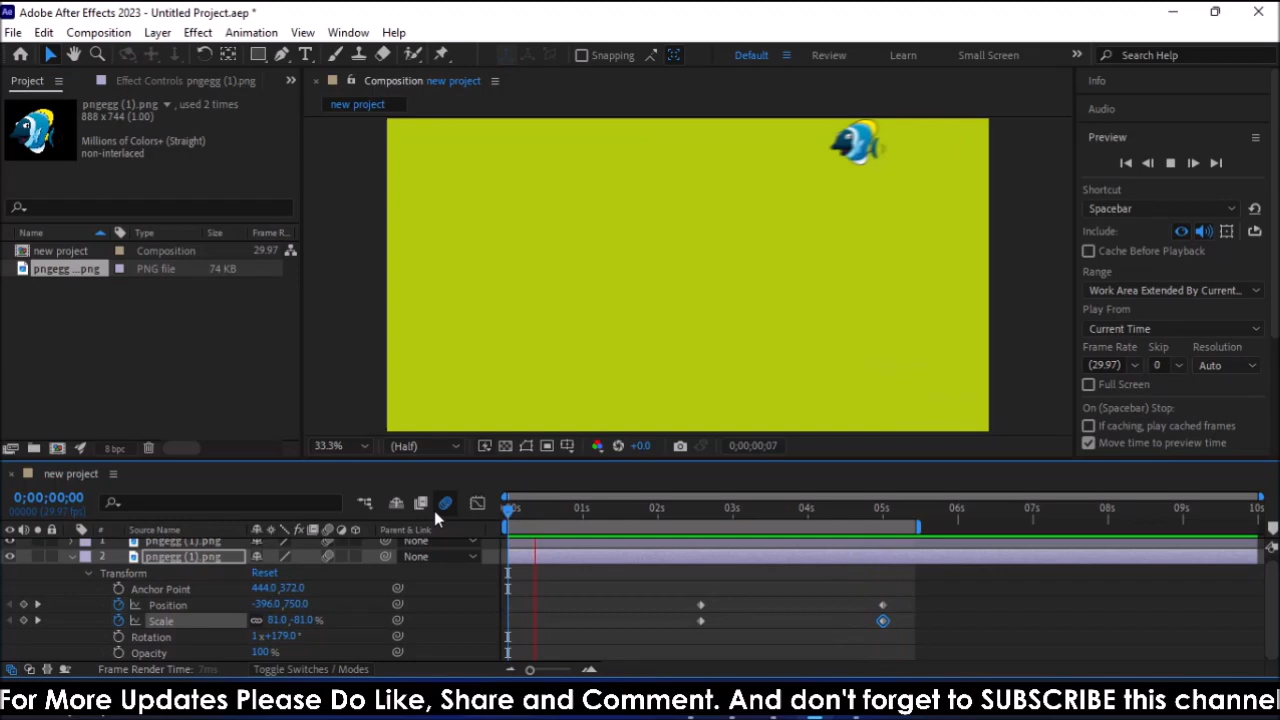 Adobe After Effects 2023 - Untitled Project.aep *
File Edit Composition Layer Effect Animation View Window Help
Snapping Default Review Learn Small Screen Search Help
Project Effect Controls pngegg (1).png Composition new project
new project
pngegg (1).png , used 2 times
888 x 744 (1.00)
Millions of Colors+ (Straight)
non-interlaced
Name Type Size Frame R...
new project Composition 29.97
pngegg ...png PNG file 74 KB
8 bpc
33.3% (Half) +0.0 0;00;00;07
Info
Audio
Preview
Shortcut
Spacebar
Include:
Cache Before Playback
Range
Work Area Extended By Current...
Play From
Current Time
Frame Rate Skip Resolution
(29.97) 0 Auto
Full Screen
On (Spacebar) Stop:
If caching, play cached frames
Move time to preview time
new project
0;00;00;00
00000 (29.97 fps)
00s 01s 02s 03s 04s 05s 06s 07s 08s 09s 10s
# Source Name Parent & Link
1 pngegg (1).png None
2 pngegg (1).png None
Transform Reset
Anchor Point 444.0,372.0
Position -396.0,750.0
Scale 81.0,-81.0 %
Rotation 1x+179.0°
Opacity 100 %
Frame Render Time: 7ms Toggle Switches / Modes
For More Updates Please Do Like, Share and Comment. And don't forget to SUBSCRIBE this channel